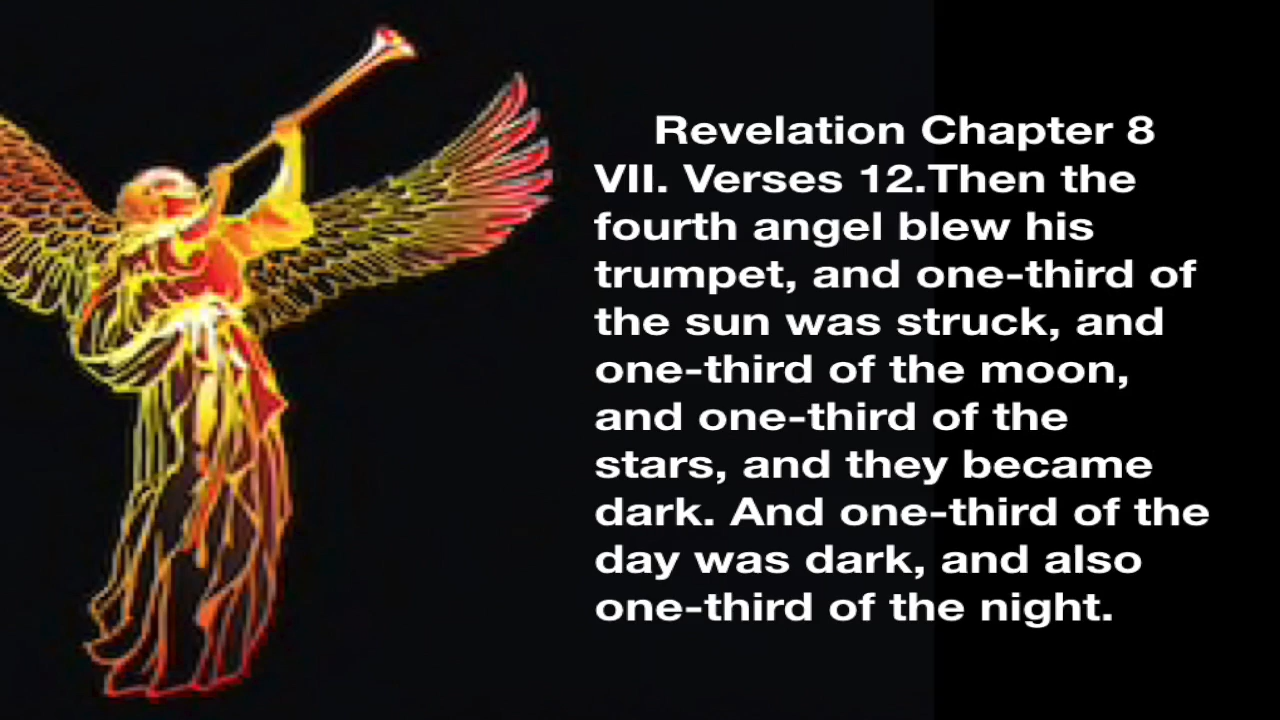 Revelation Chapter 8
VII. Verses 12.Then the
fourth angel blew his
trumpet, and one-third of
the sun was struck, and
one-third of the moon,
and one-third of the
stars, and they became
dark. And one-third of the
day was dark, and also
one-third of the night.